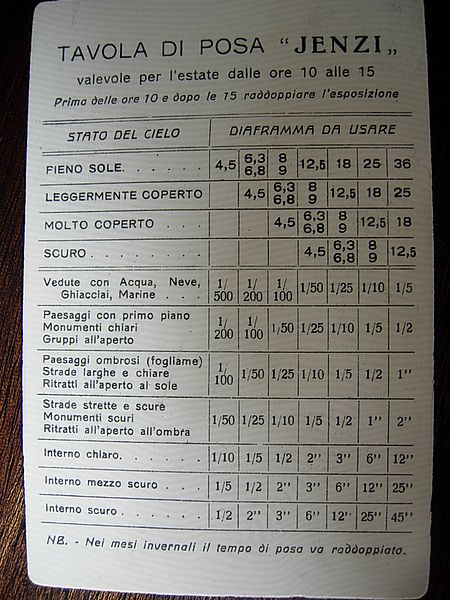 TAVOLA DI POSA “JENZI„
valevole per l'estate dalle ore 10 alle 15
Prima delle ore 10 e dopo le 15 raddoppiare l'esposizione
STATO DEL CIELO DIAFRAMMA DA USARE
FIENO SOLE. . . . . . 4,5 6,3 6,8 8 9 12,5 18 25 36
LEGGERMENTE COPERTO 4,5 6,3 6,8 8 9 12,5 18 25
MOLTO COPERTO . . . 4,5 6,3 6,8 8 9 12,5 18
SCURO . . . . . . . . 4,5 6,3 6,8 8 9 12,5
Vedute con Acqua, Neve,
Ghiacciai, Marine . . . 1/500 1/200 1/100 1/50 1/25 1/10 1/5
Paesaggi con primo piano
Monumenti chiari 1/200 1/100 1/50 1/25 1/10 1/5 1/2
Gruppi all'aperto
Paesaggi ombrosi (fogliame)
Strade larghe e chiare 1/100 1/50 1/25 1/10 1/5 1/2 1"
Ritratti all'aperto al sole
Strade strette e scure
Monumenti scuri 1/50 1/25 1/10 1/5 1/2 1" 2"
Ritratti all'aperto all'ombra
Interno chiaro. . . . . . 1/10 1/5 1/2 2" 3" 6" 12"
Interno mezzo scuro . . . 1/5 1/2 2" 3" 6" 12" 25"
Interno scuro . . . . . . 1/2 2" 3" 6" 12" 25" 45"
NB. - Nei mesi invernali il tempo di posa va raddoppiato.